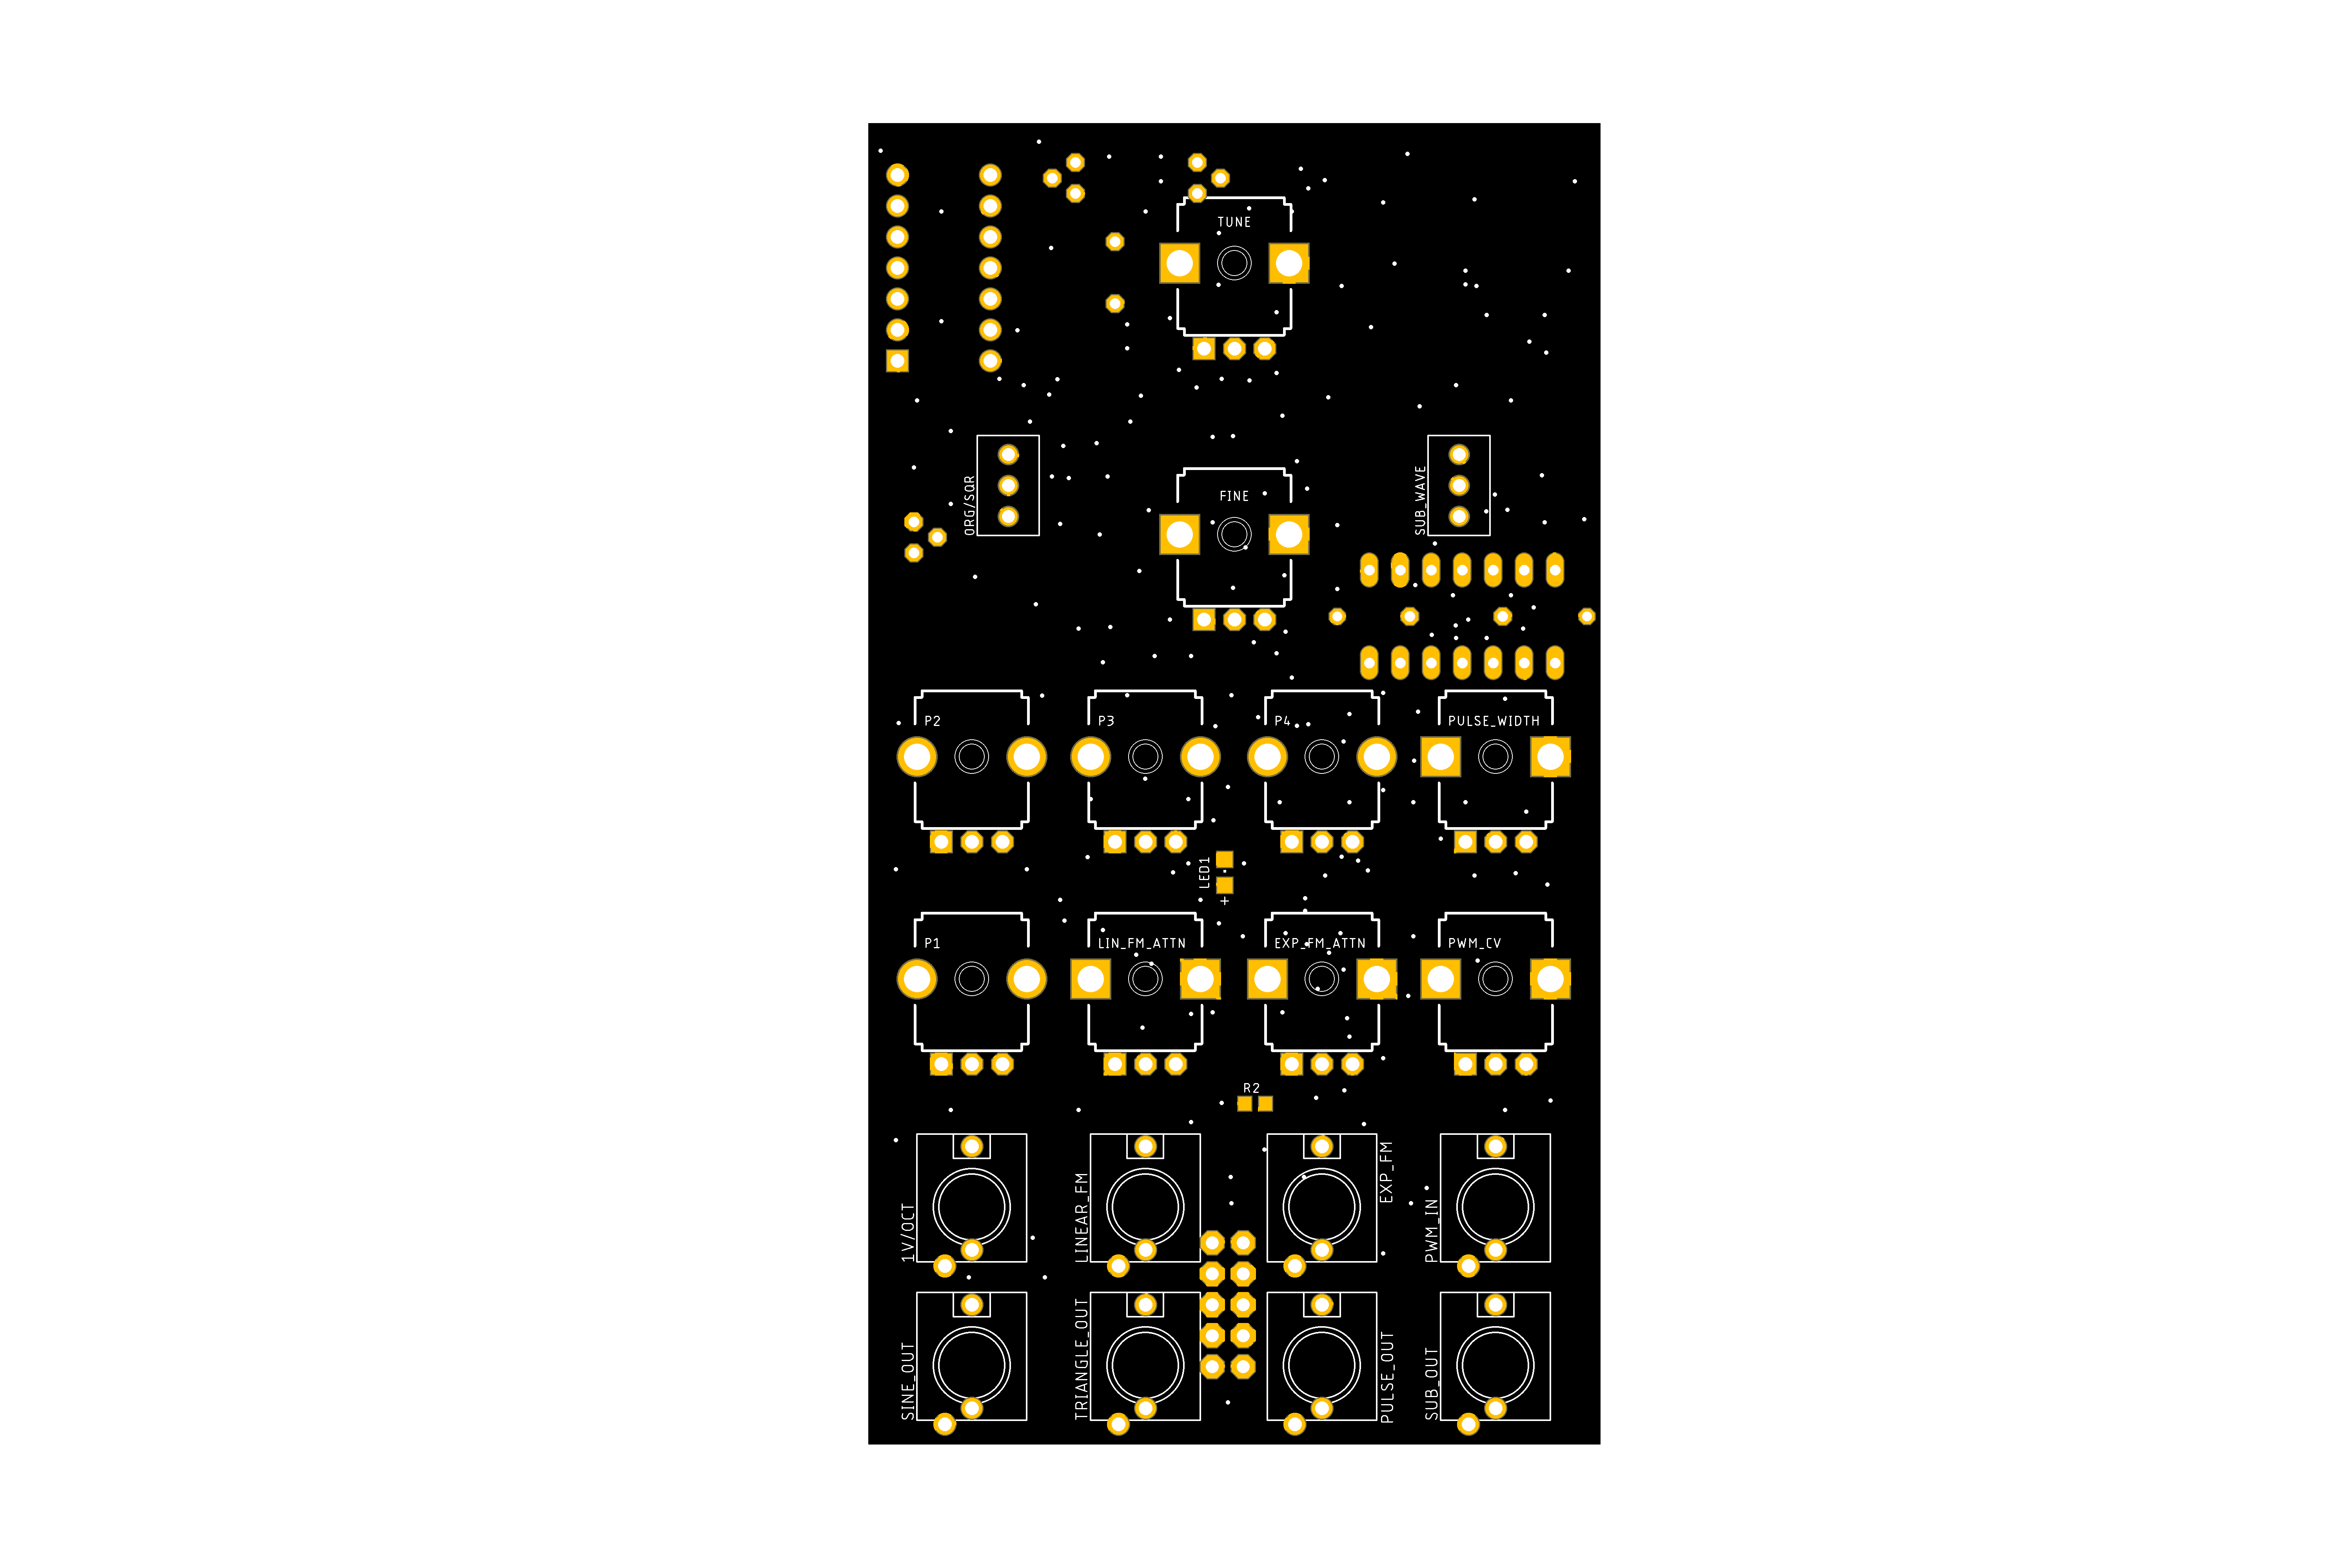 TUNE
ORG/SQR
FINE
SUB_WAVE
P2
P3
P4
PULSE_WIDTH
LED1
+
P1
LIN_FM_ATTN
EXP_FM_ATTN
PWM_CV
R2
1V/OCT
LINEAR_FM
EXP_FM
PWM_IN
SINE_OUT
TRIANGLE_OUT
PULSE_OUT
SUB_OUT